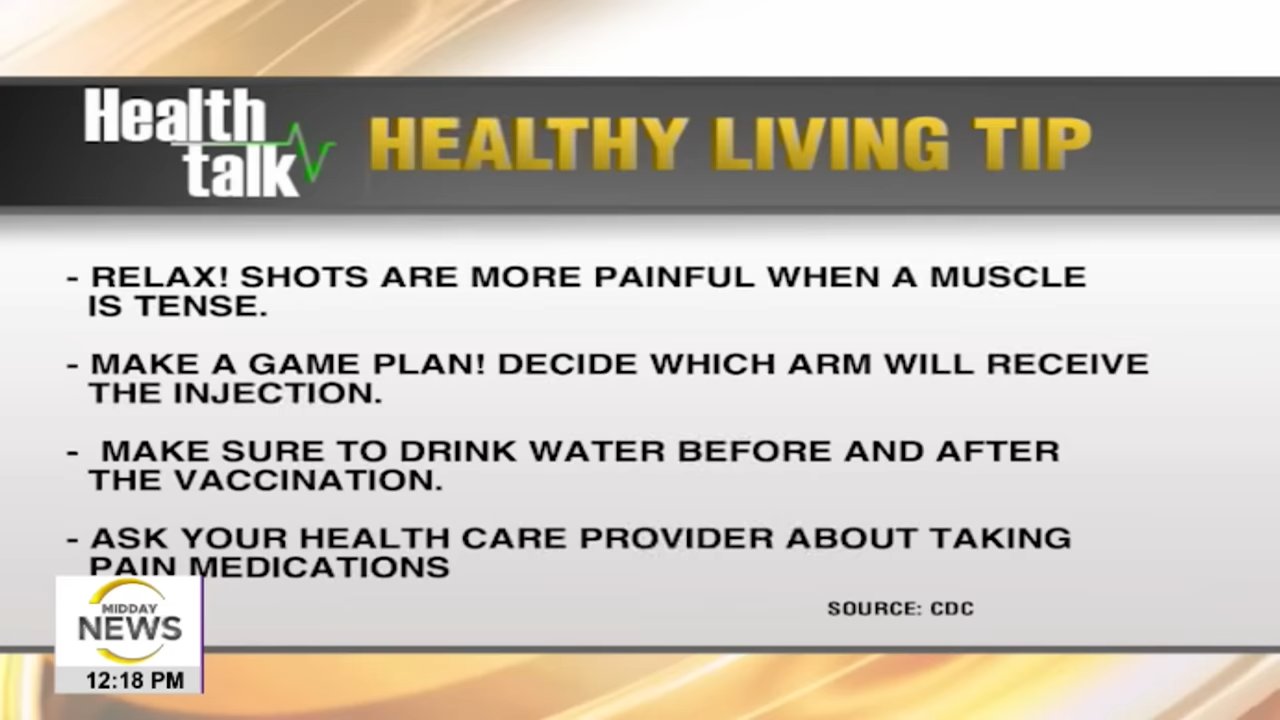 Health
talk
HEALTHY LIVING TIP
- RELAX! SHOTS ARE MORE PAINFUL WHEN A MUSCLE
IS TENSE.
- MAKE A GAME PLAN! DECIDE WHICH ARM WILL RECEIVE
THE INJECTION.
- MAKE SURE TO DRINK WATER BEFORE AND AFTER
THE VACCINATION.
- ASK YOUR HEALTH CARE PROVIDER ABOUT TAKING
PAIN MEDICATIONS
SOURCE: CDC
MIDDAY
NEWS
12:18 PM